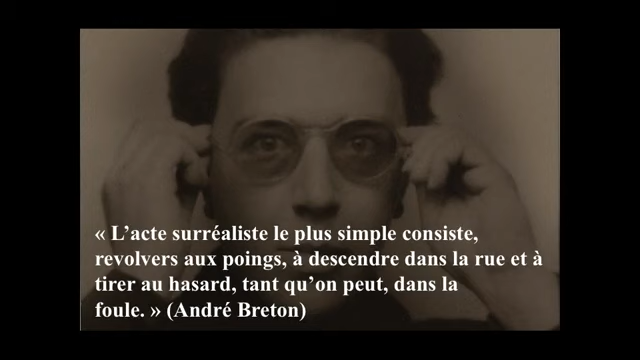 « L’acte surréaliste le plus simple consiste,
revolvers aux poings, à descendre dans la rue et à
tirer au hasard, tant qu’on peut, dans la
foule. » (André Breton)